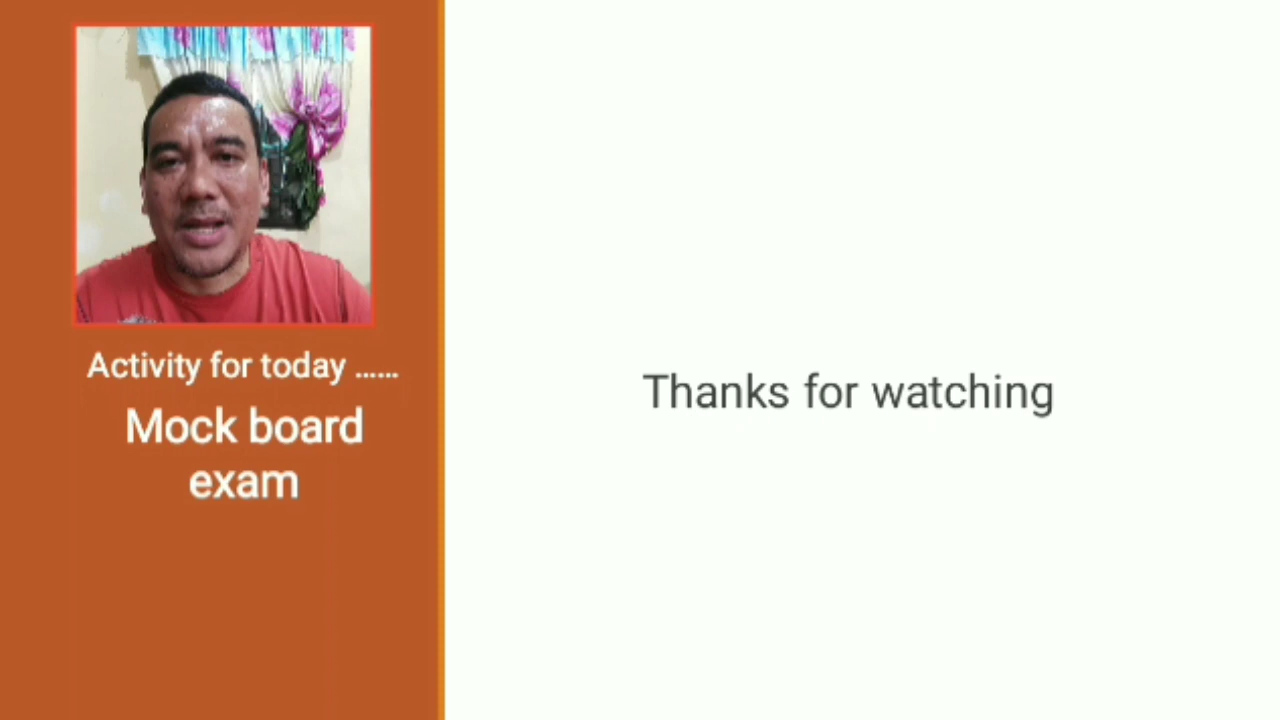 Activity for today ......
Mock board
exam
Thanks for watching